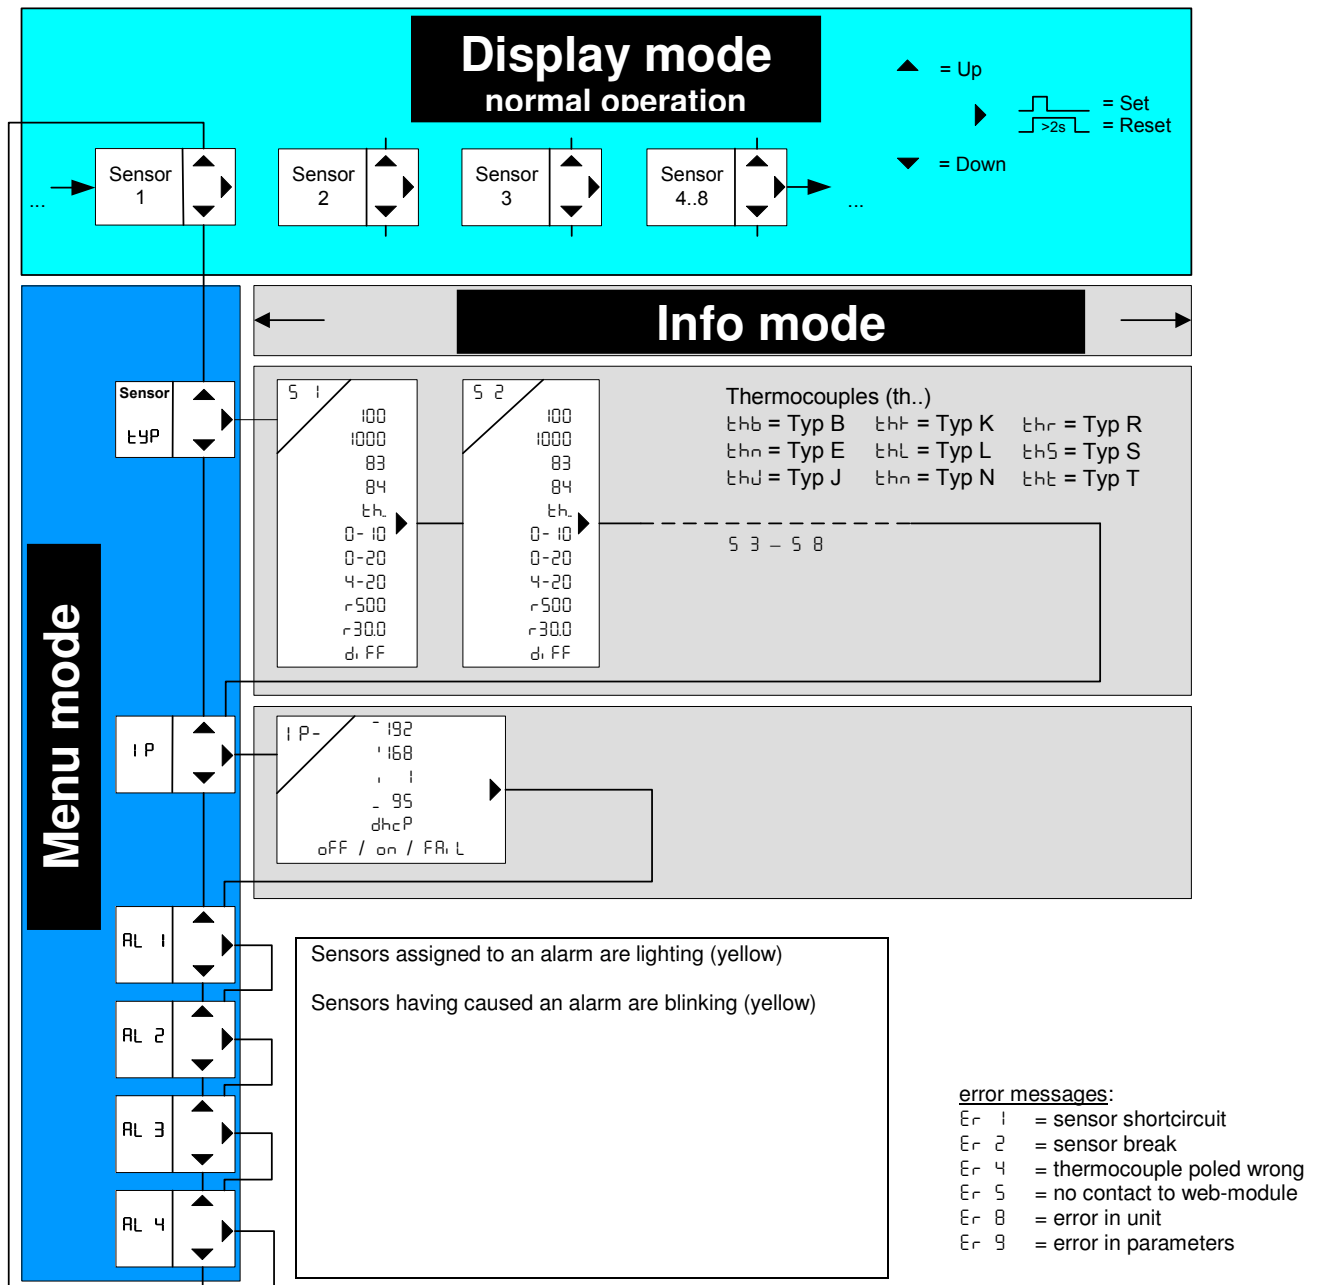 Display mode
normal operation
= Up
= Set
>2s = Reset
= Down
... Sensor 1
Sensor 2
Sensor 3
Sensor 4..8 ...
Info mode
Menu mode
Sensor
tYP
S 1
100
1000
83
84
th..
0-10
0-20
4-20
r500
r30.0
diFF
S 2
100
1000
83
84
th..
0-10
0-20
4-20
r500
r30.0
diFF
Thermocouples (th..)
thb = Typ B thk = Typ K thr = Typ R
thn = Typ E thL = Typ L thS = Typ S
thJ = Typ J thn = Typ N tht = Typ T
S 3 – S 8
IP
IP-
¯192
'168
, 1
_ 95
dhcP
oFF / on / FAiL
AL 1
AL 2
AL 3
AL 4
Sensors assigned to an alarm are lighting (yellow)
Sensors having caused an alarm are blinking (yellow)
error messages:
Er 1 = sensor shortcircuit
Er 2 = sensor break
Er 4 = thermocouple poled wrong
Er 5 = no contact to web-module
Er 8 = error in unit
Er 9 = error in parameters